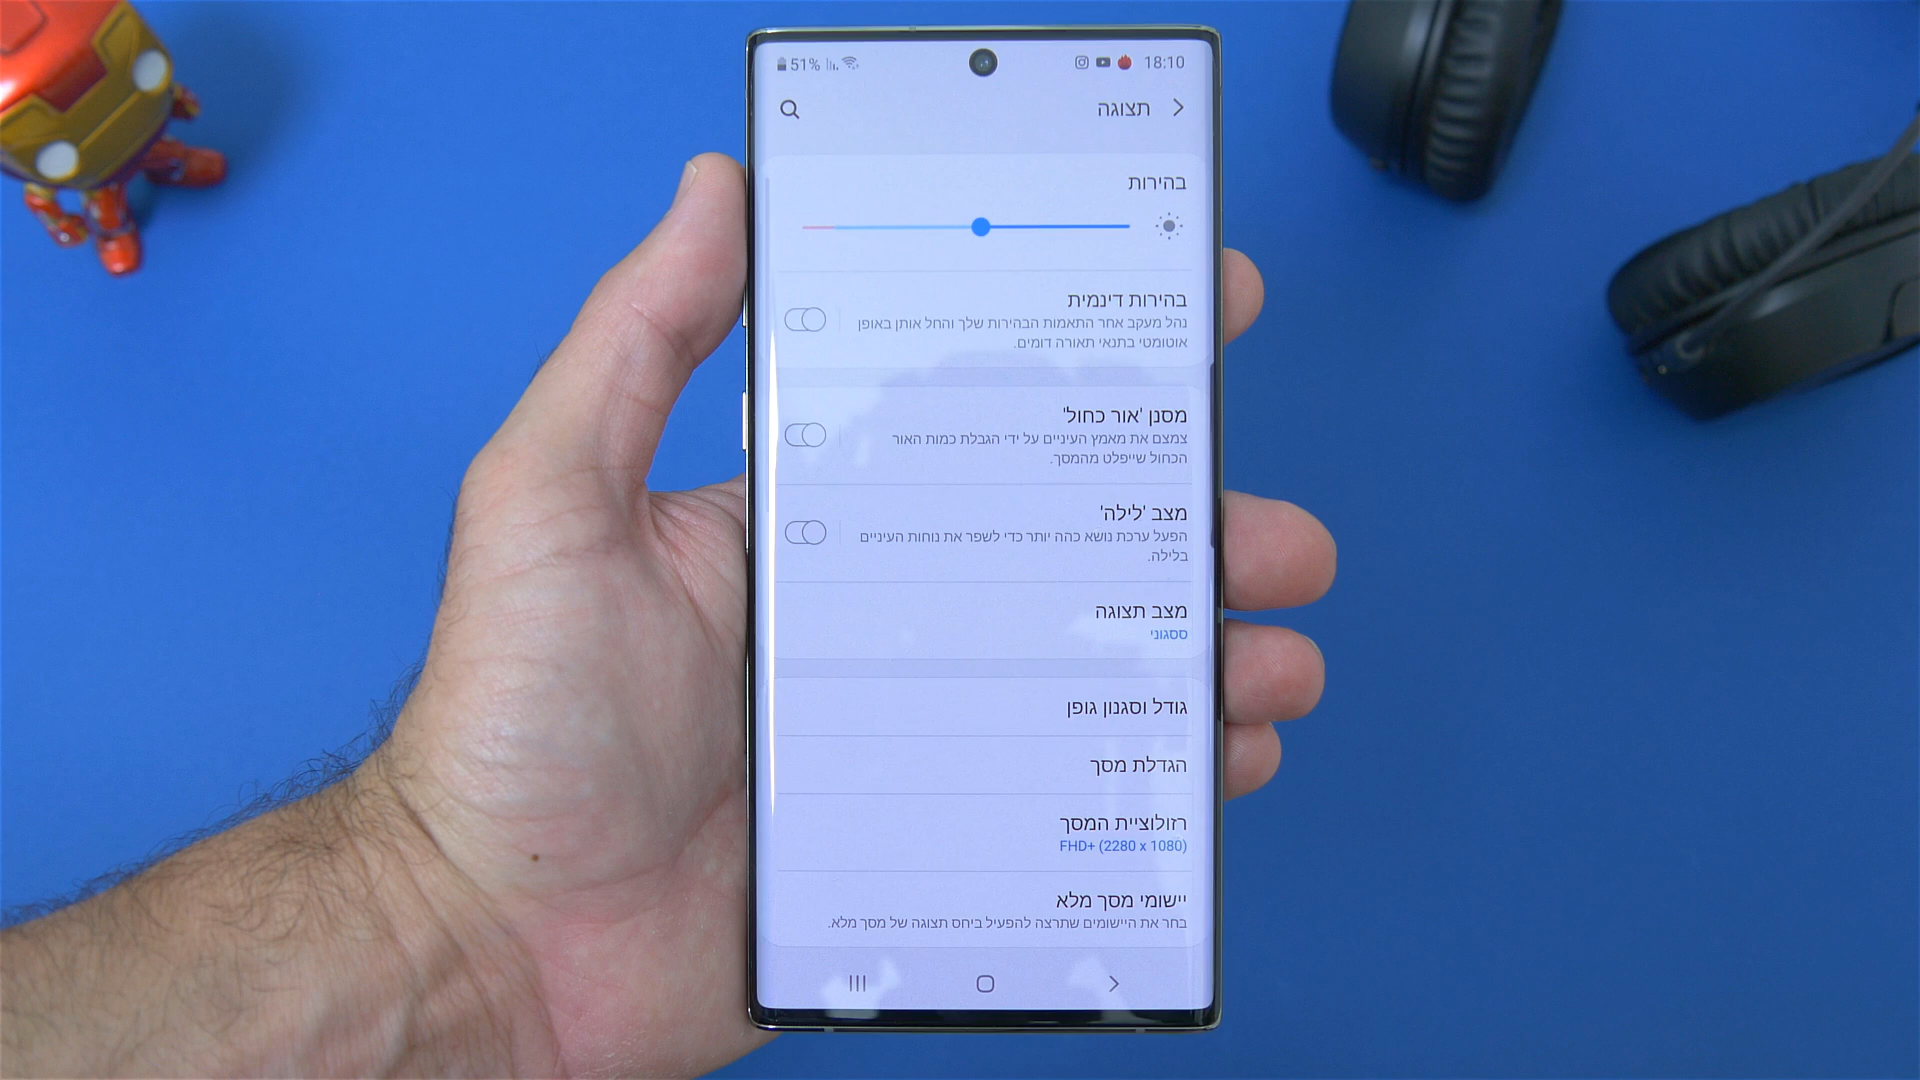 51% 18:10
תצוגה
בהירות
בהירות דינמית
נהל מעקב אחר התאמות הבהירות שלך והחל אותן באופן
אוטומטי בתנאי תאורה דומים.
מסנן 'אור כחול'
צמצם את מאמץ העיניים על ידי הגבלת כמות האור
הכחול שייפלט מהמסך.
מצב 'לילה'
הפעל ערכת נושא כהה יותר כדי לשפר את נוחות העיניים
בלילה.
מצב תצוגה
ססגוני
גודל וסגנון גופן
הגדלת מסך
רזולוציית המסך
FHD+ (2280 x 1080)
יישומי מסך מלא
בחר את היישומים שתרצה להפעיל ביחס תצוגה של מסך מלא.